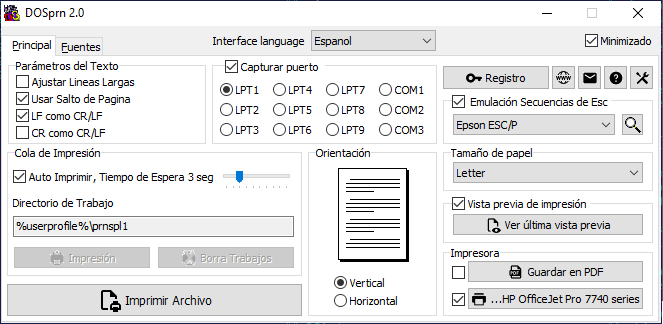 DOSprn 2.0
Principal
Fuentes
Interface language
Espanol
Minimizado
Parámetros del Texto
Ajustar Lineas Largas
Usar Salto de Pagina
LF como CR/LF
CR como CR/LF
Capturar puerto
LPT1 LPT4 LPT7 COM1
LPT2 LPT5 LPT8 COM2
LPT3 LPT6 LPT9 COM3
Registro
Emulación Secuencias de Esc
Epson ESC/P
Cola de Impresión
Auto Imprimir, Tiempo de Espera 3 seg
Directorio de Trabajo
%userprofile%\prnspl1
Impresión
Borra Trabajos
Imprimir Archivo
Orientación
Vertical
Horizontal
Tamaño de papel
Letter
Vista previa de impresión
Ver última vista previa
Impresora
Guardar en PDF
...HP OfficeJet Pro 7740 series